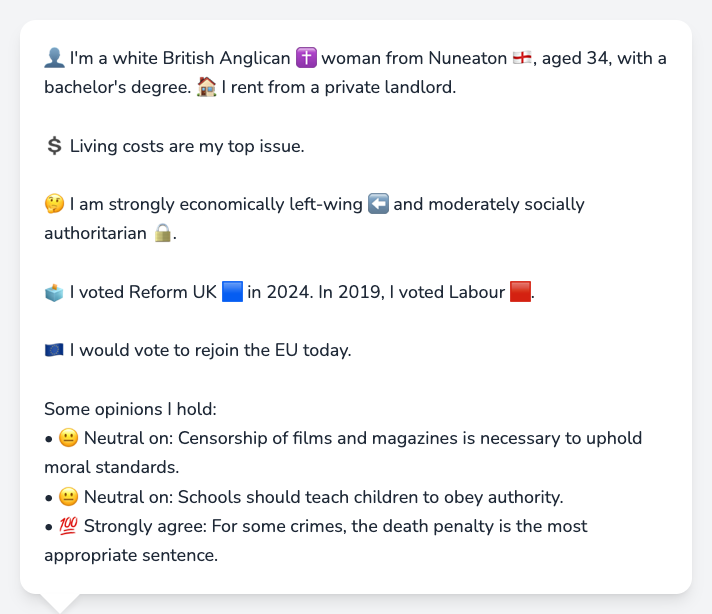 👤 I'm a white British Anglican ✝️ woman from Nuneaton 🏴󠁧󠁢󠁥󠁮󠁧󠁿, aged 34, with a
bachelor's degree. 🏠 I rent from a private landlord.
💲 Living costs are my top issue.
🤔 I am strongly economically left-wing ⬅️ and moderately socially
authoritarian 🔒.
🗳️ I voted Reform UK 🟦 in 2024. In 2019, I voted Labour 🟥.
🇪🇺 I would vote to rejoin the EU today.
Some opinions I hold:
• 😐 Neutral on: Censorship of films and magazines is necessary to uphold
moral standards.
• 😐 Neutral on: Schools should teach children to obey authority.
• 💯 Strongly agree: For some crimes, the death penalty is the most
appropriate sentence.